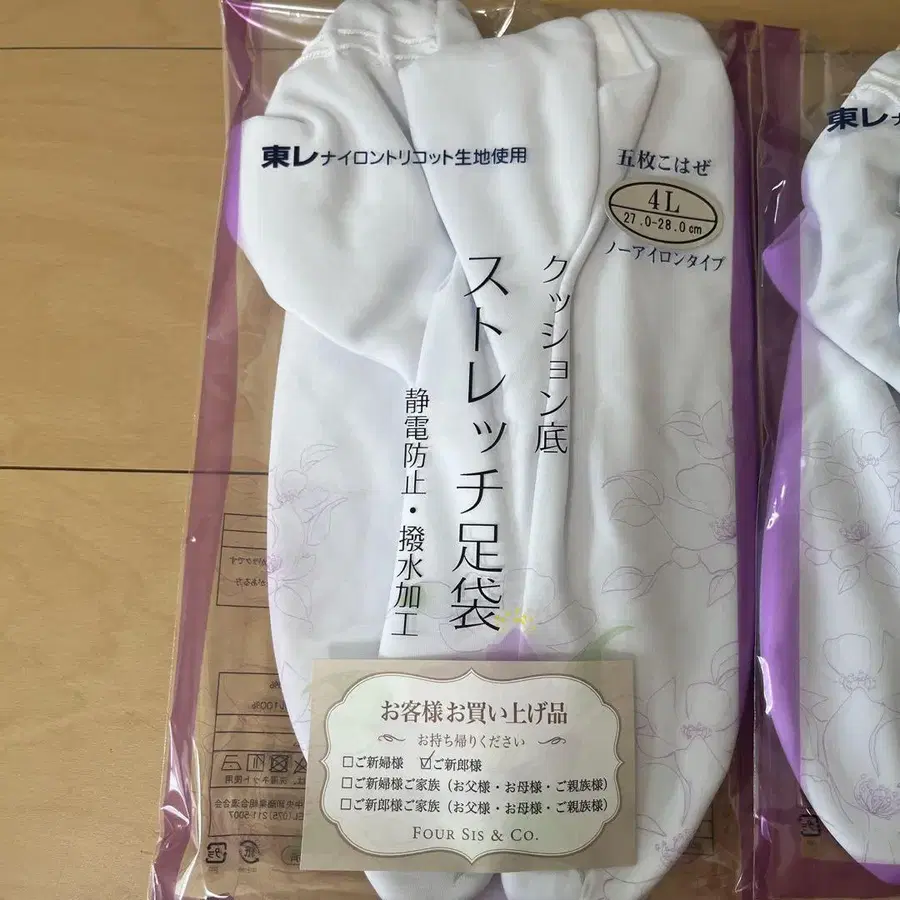 東レナイロントリコット生地使用
五枚こはぜ
4L
27.0-28.0cm
ノーアイロンタイプ
クッション底
ストレッチ足袋
静電防止・撥水加工
お客様お買い上げ品
お持ち帰りください
□ご新婦様 ☑ご新郎様
□ご新婦様ご家族(お父様・お母様・ご親族様)
□ご新郎様ご家族(お父様・お母様・ご親族様)
FOUR SIS & CO.
東レナイ